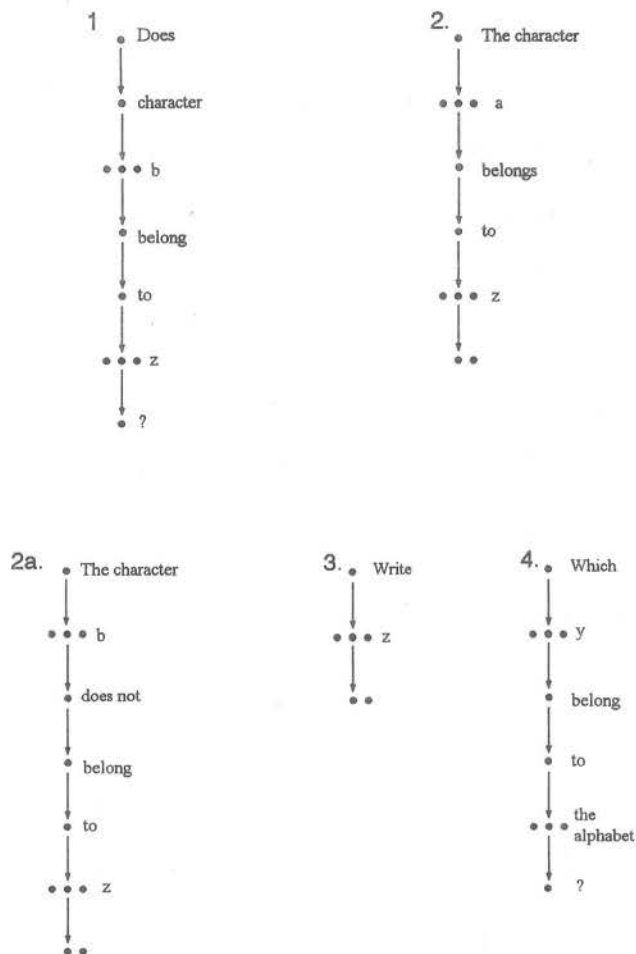 1
Does
character
b
belong
to
z
?
2.
The character
a
belongs
to
z
2a.
The character
b
does not
belong
to
z
3.
Write
z
4.
Which
y
belong
to
the
alphabet
?